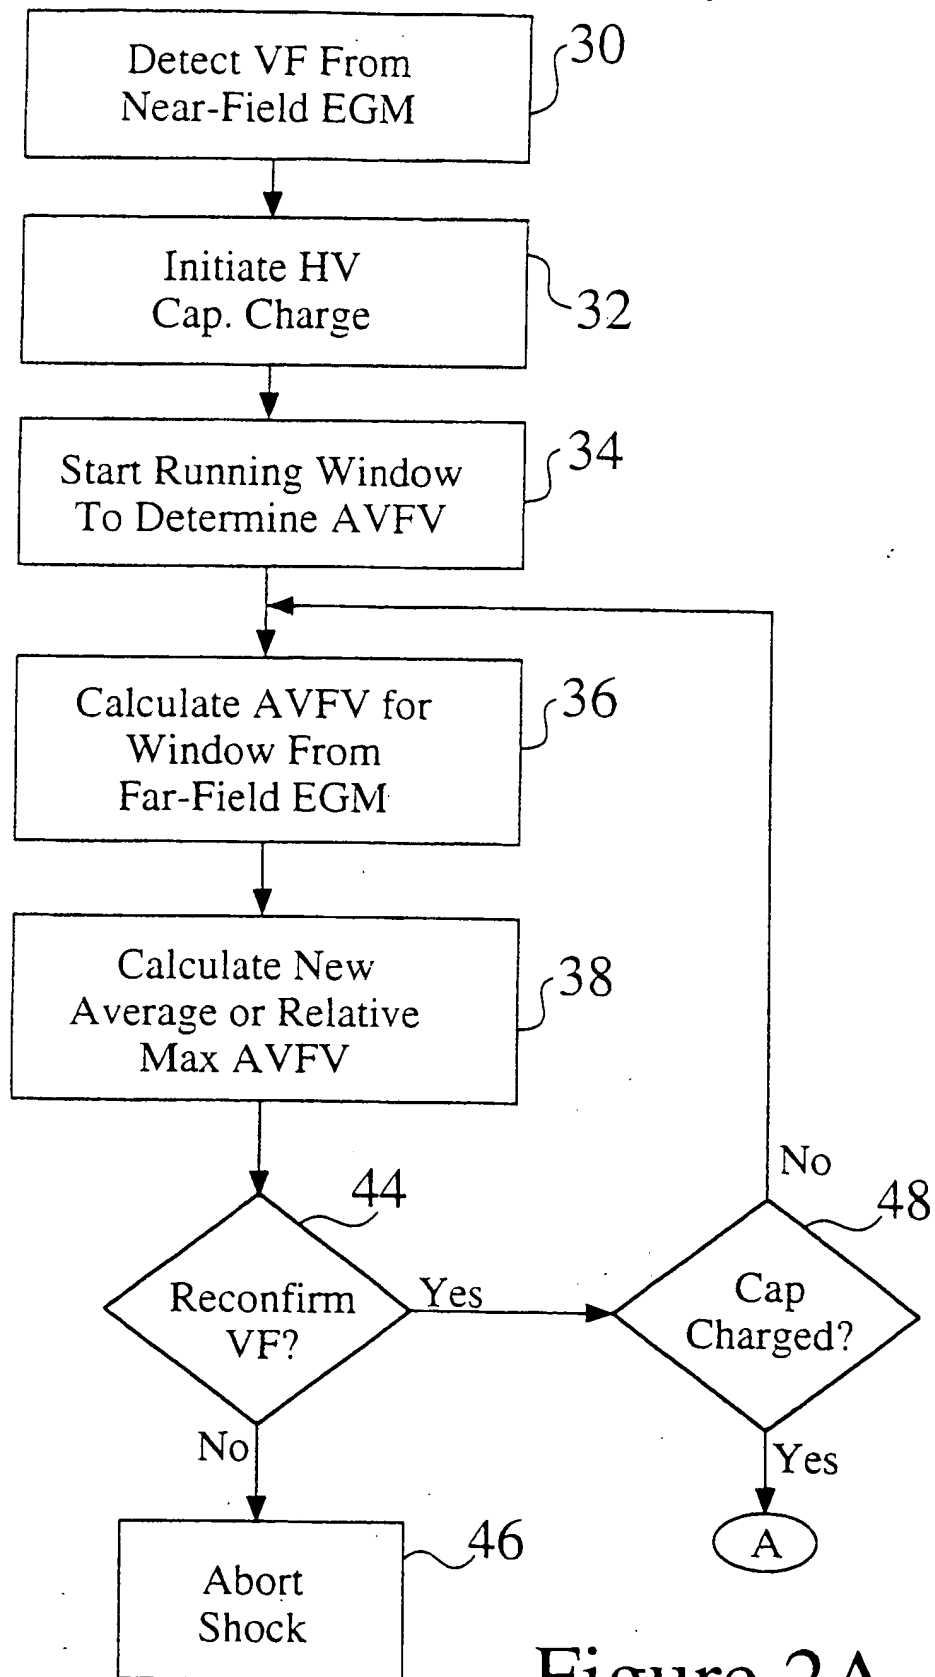 Detect VF From
Near-Field EGM
30
Initiate HV
Cap. Charge
32
Start Running Window
To Determine AVFV
34
Calculate AVFV for
Window From
Far-Field EGM
36
Calculate New
Average or Relative
Max AVFV
38
No
44
48
Reconfirm
VF?
Yes
Cap
Charged?
No
Yes
A
46
Abort
Shock
Figure 2A